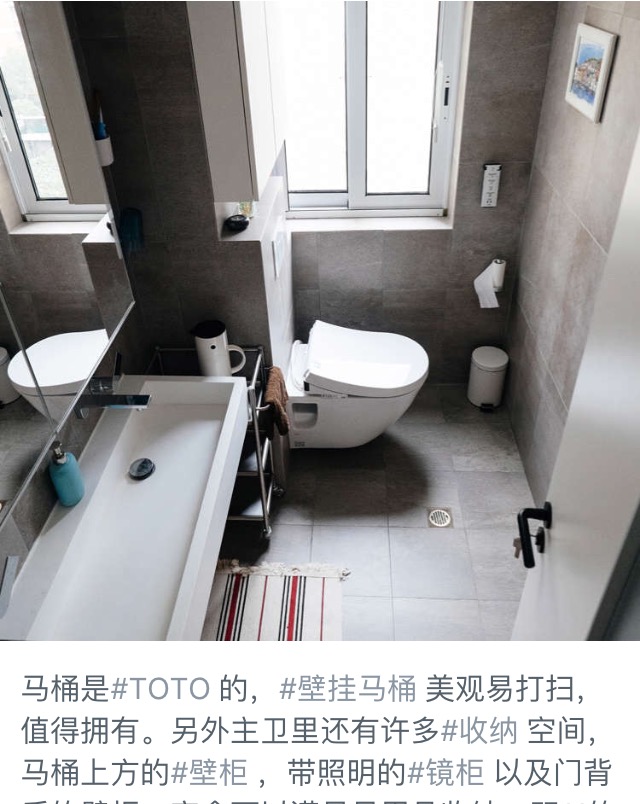 马桶是#TOTO 的，#壁挂马桶 美观易打扫，
值得拥有。另外主卫里还有许多#收纳 空间，
马桶上方的#壁柜 ，带照明的#镜柜 以及门背